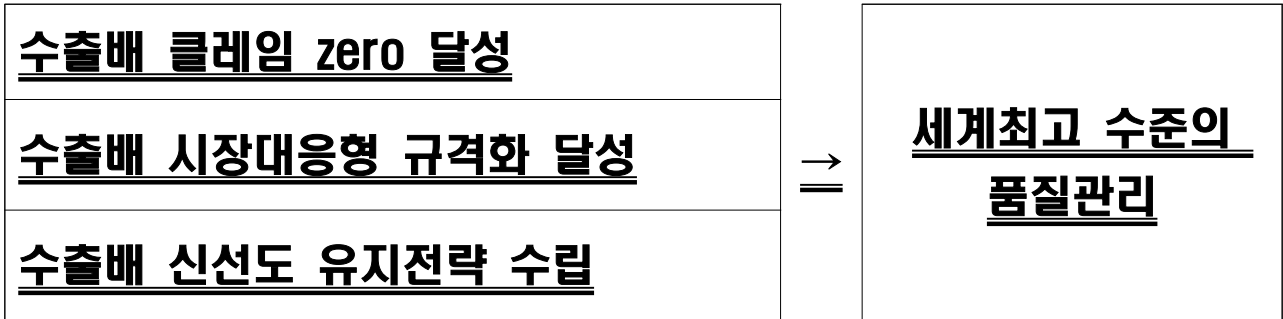 수출배 클레임 zero 달성
수출배 시장대응형 규격화 달성
수출배 신선도 유지전략 수립
→
세계최고 수준의
품질관리